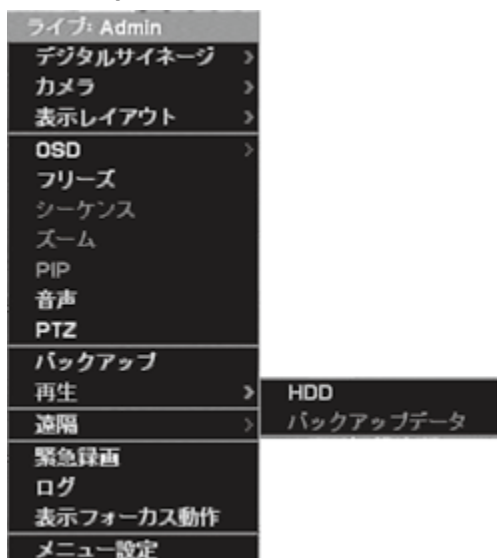 ライブ: Admin
デジタルサイネージ >
カメラ >
表示レイアウト >
OSD >
フリーズ
シーケンス
ズーム
PIP
音声
PTZ
バックアップ
再生 >
HDD
バックアップデータ
遠隔 >
緊急録画
ログ
表示フォーカス動作
メニュー設定